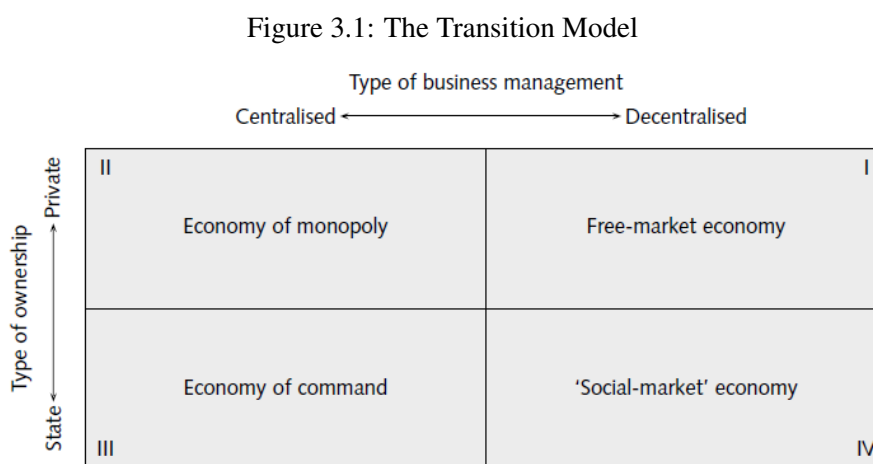 Figure 3.1: The Transition Model
Type of business management
Centralised Decentralised
Type of ownership
Private
State
II
I
Economy of monopoly
Free-market economy
Economy of command
'Social-market' economy
III
IV